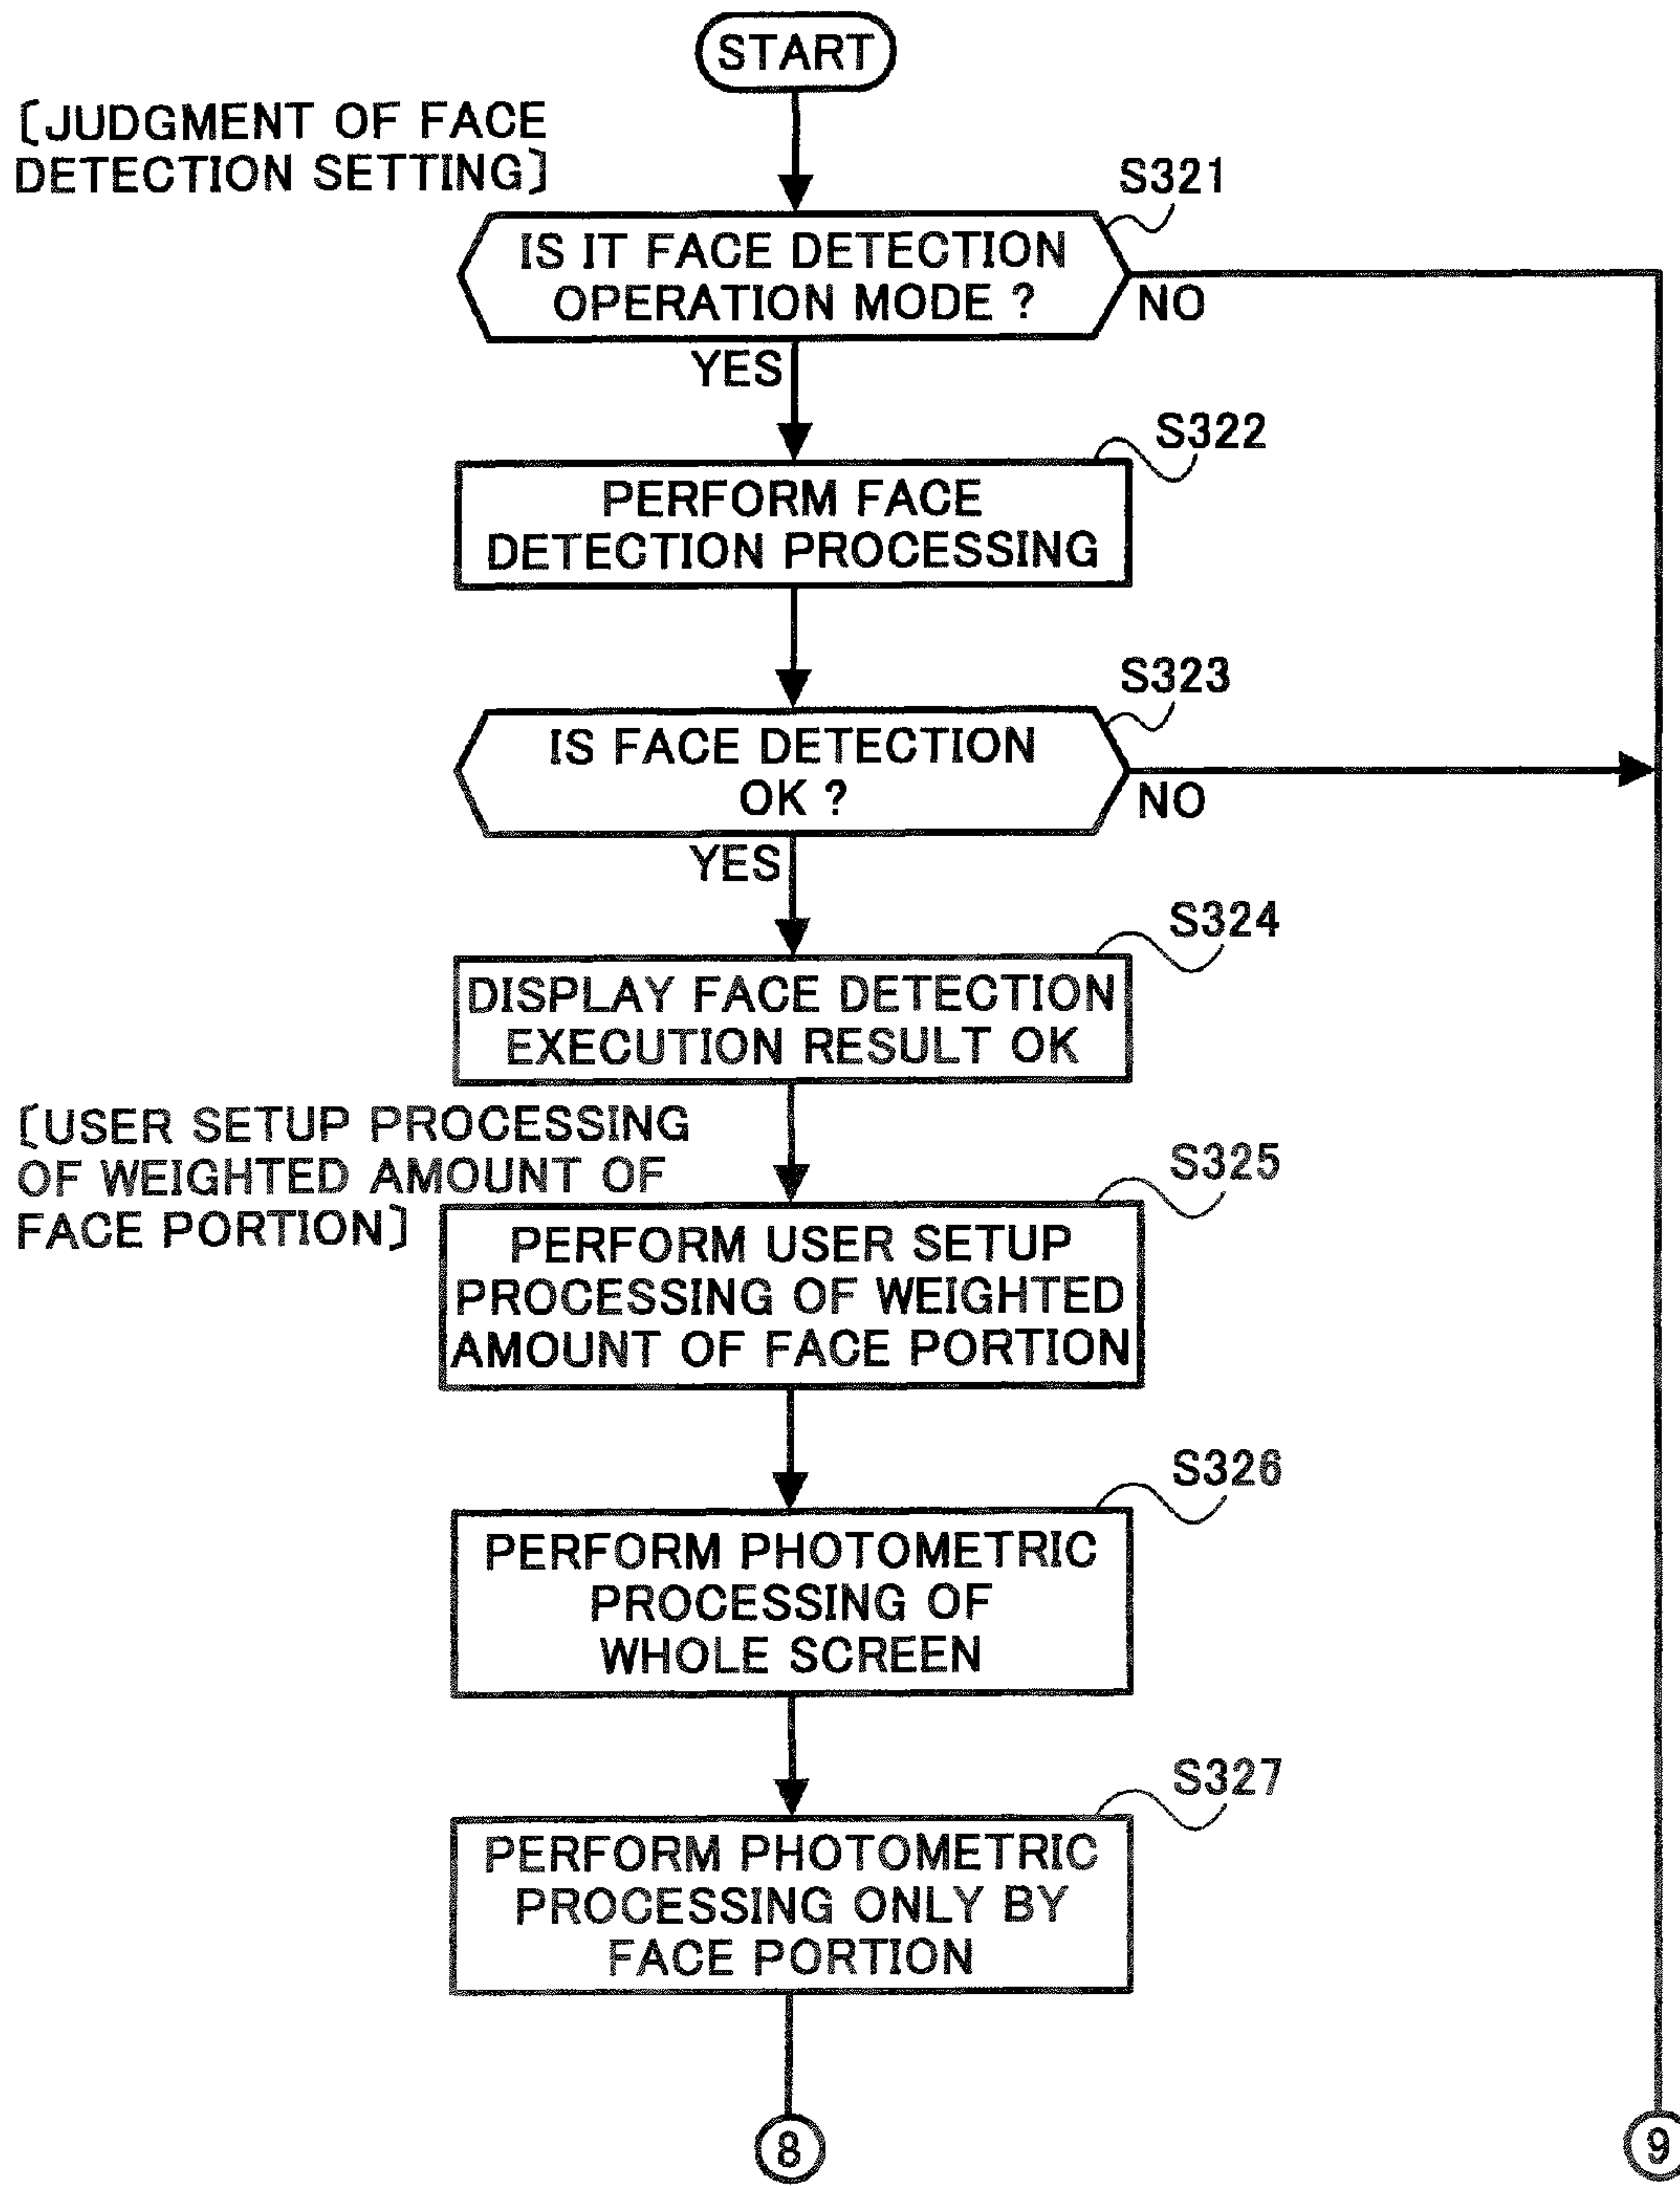 START
[JUDGMENT OF FACE
DETECTION SETTING]
S321
IS IT FACE DETECTION
OPERATION MODE ?
NO
YES
S322
PERFORM FACE
DETECTION PROCESSING
S323
IS FACE DETECTION
OK ?
NO
YES
S324
DISPLAY FACE DETECTION
EXECUTION RESULT OK
[USER SETUP PROCESSING
OF WEIGHTED AMOUNT OF
FACE PORTION]
S325
PERFORM USER SETUP
PROCESSING OF WEIGHTED
AMOUNT OF FACE PORTION
S326
PERFORM PHOTOMETRIC
PROCESSING OF
WHOLE SCREEN
S327
PERFORM PHOTOMETRIC
PROCESSING ONLY BY
FACE PORTION
8
9